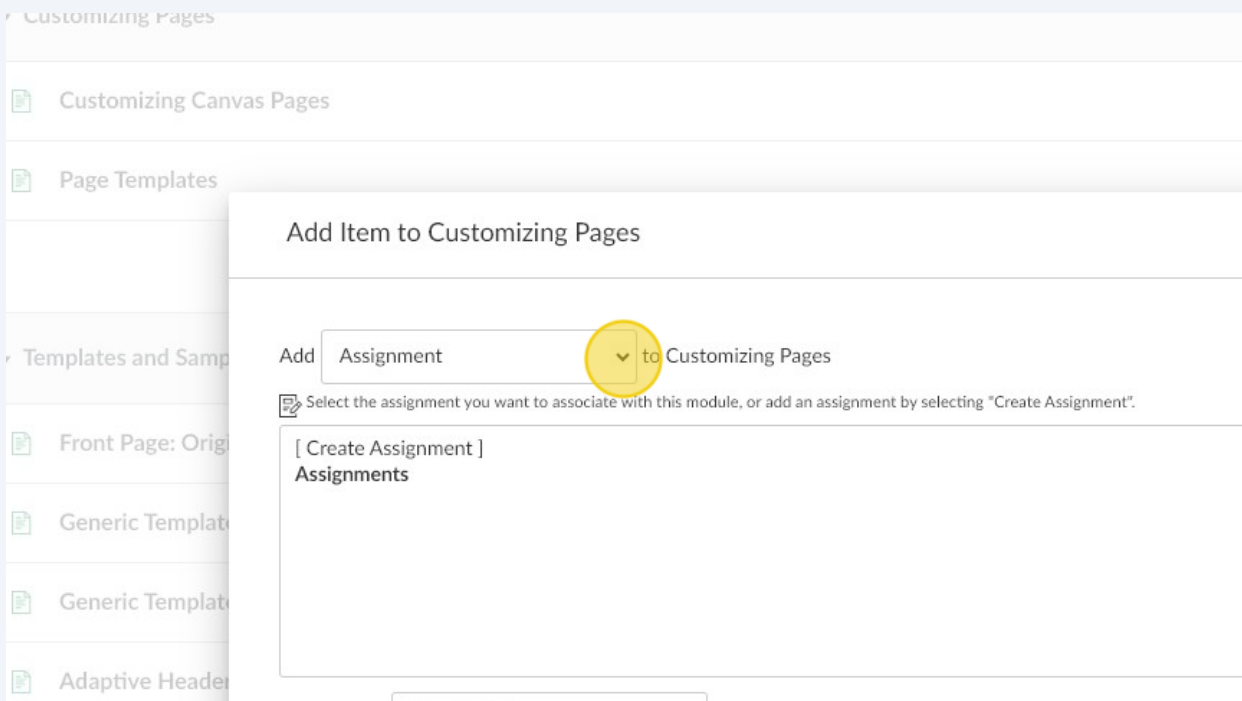 Customizing Pages
Customizing Canvas Pages
Page Templates
Add Item to Customizing Pages
Add Assignment to Customizing Pages
Select the assignment you want to associate with this module, or add an assignment by selecting "Create Assignment".
[ Create Assignment ]
Assignments
Templates and Samp
Front Page: Origi
Generic Template
Generic Template
Adaptive Header